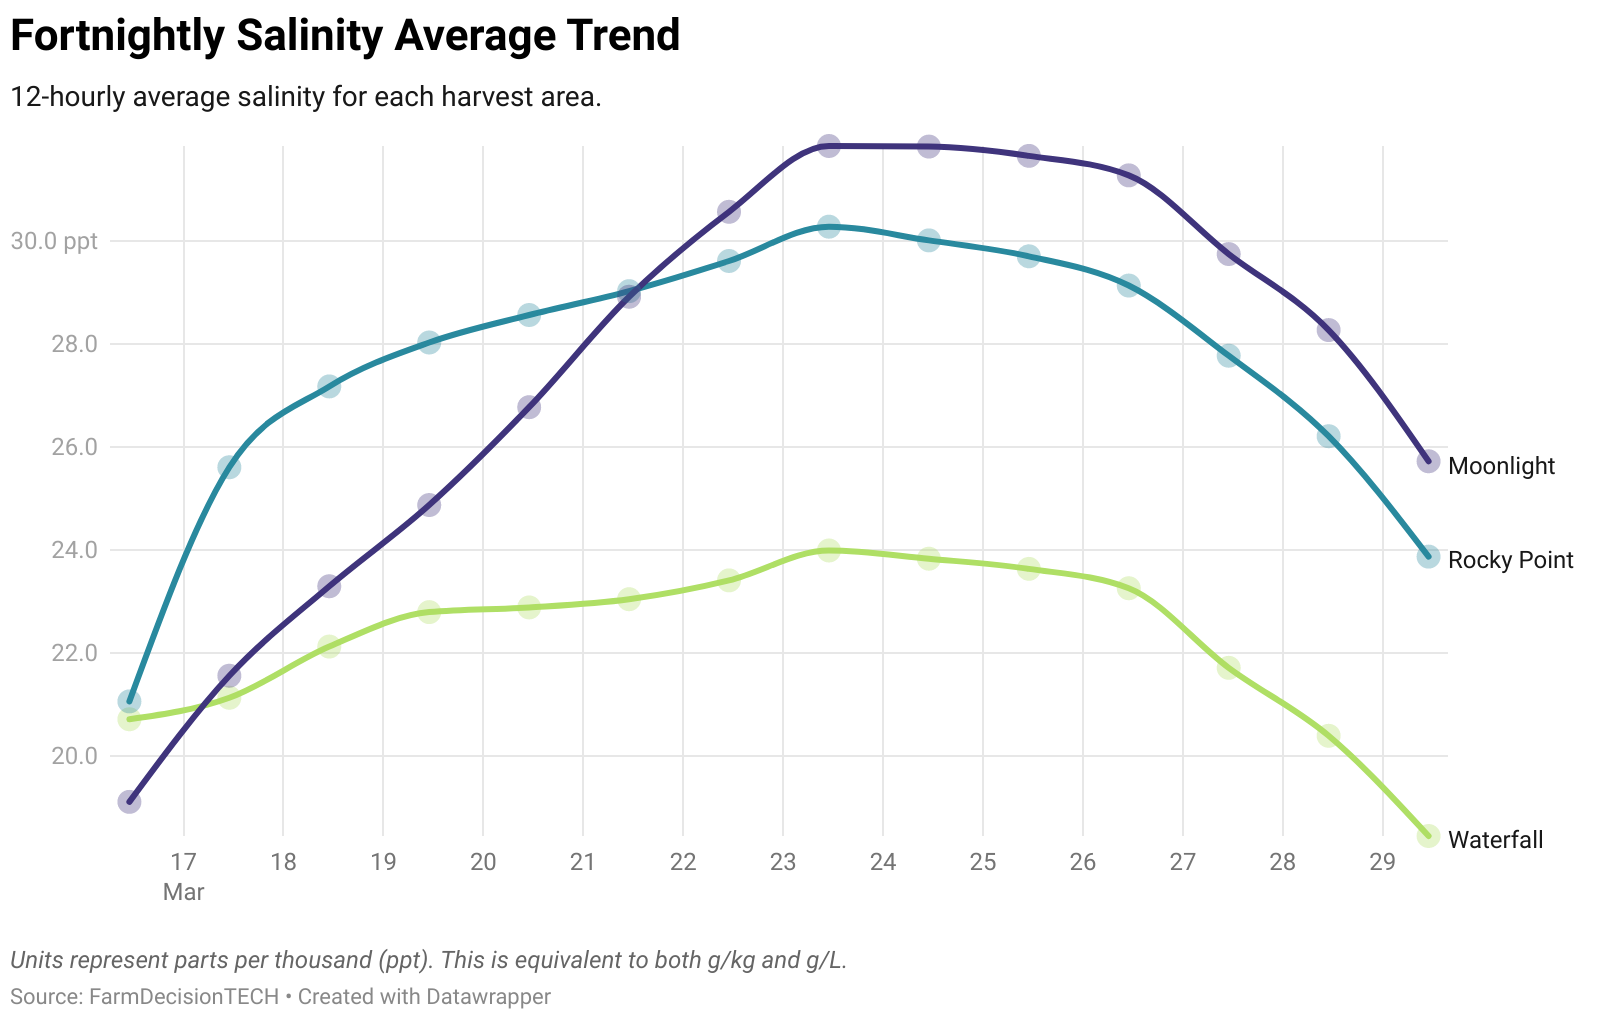 Fortnightly Salinity Average Trend
12-hourly average salinity for each harvest area.
30.0 ppt
28.0
26.0
24.0
22.0
20.0
Moonlight
Rocky Point
Waterfall
17 18 19 20 21 22 23 24 25 26 27 28 29
Mar
Units represent parts per thousand (ppt). This is equivalent to both g/kg and g/L.
Source: FarmDecisionTECH • Created with Datawrapper